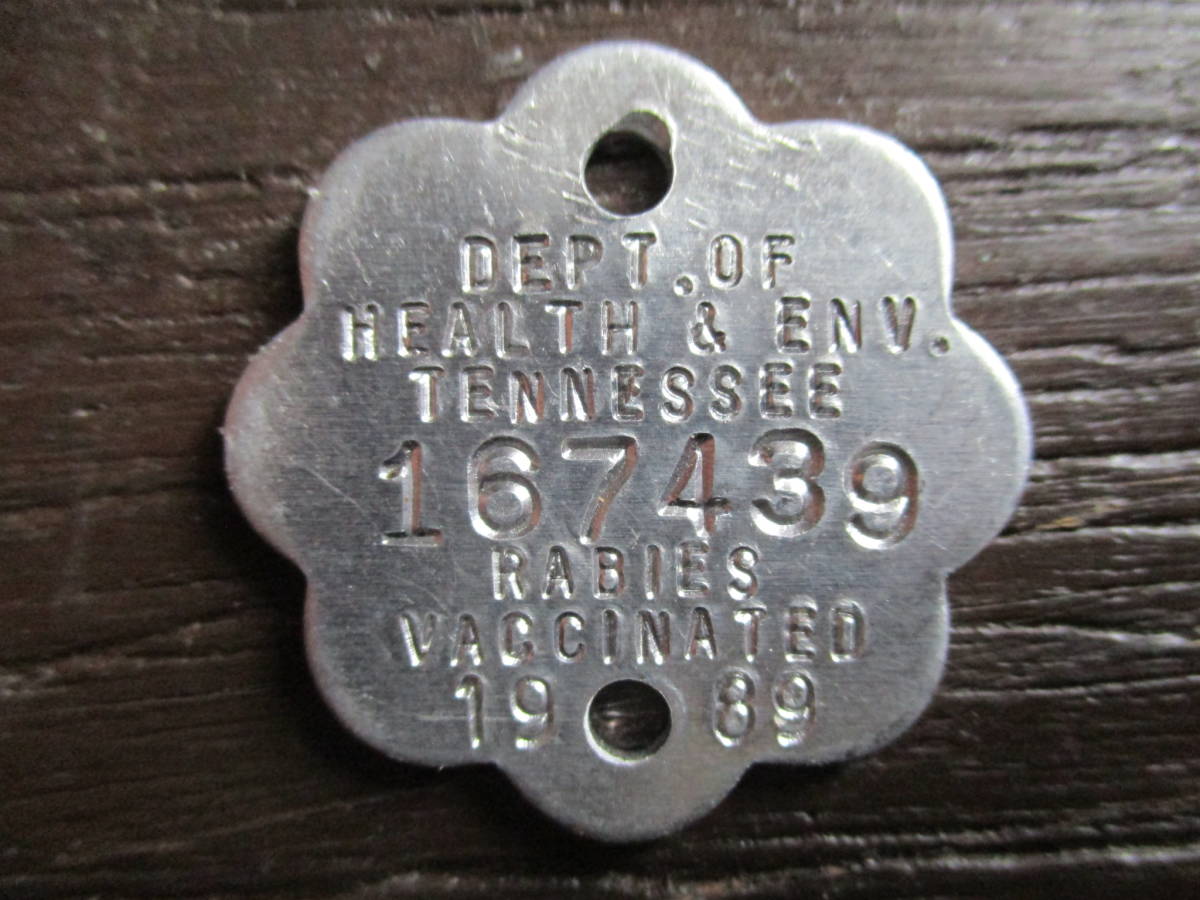 DEPT.OF
HEALTH & ENV.
TENNESSEE
167439
RABIES
VACCINATED
19 89